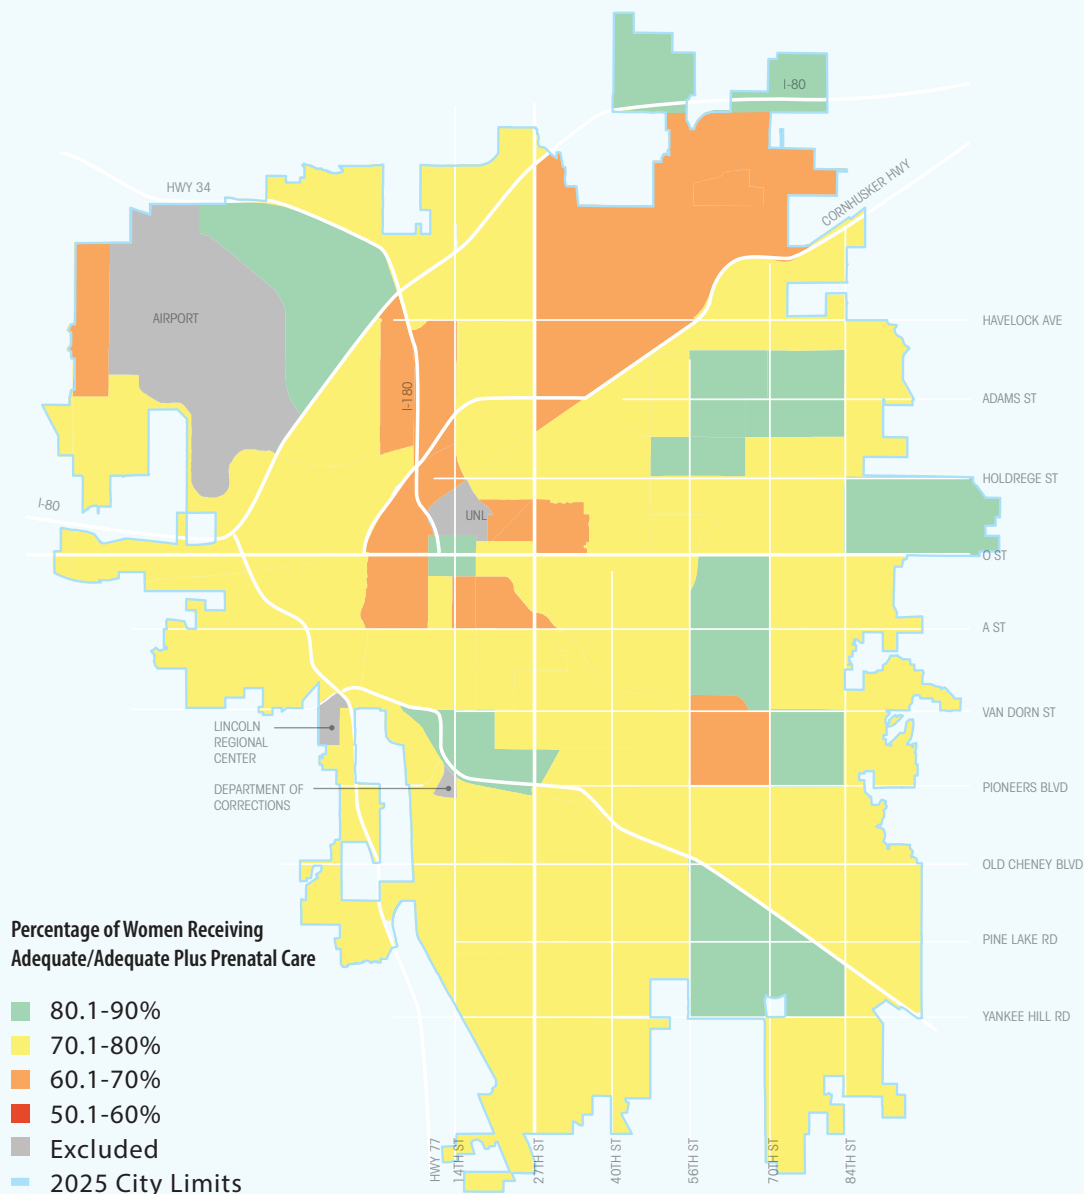 I-80
HWY 34
CORNHUSKER HWY
AIRPORT
HAVELOCK AVE
I-180
ADAMS ST
HOLDREGE ST
I-80
UNL
O ST
A ST
VAN DORN ST
LINCOLN
REGIONAL
CENTER
DEPARTMENT OF
CORRECTIONS
PIONEERS BLVD
OLD CHENEY BLVD
PINE LAKE RD
YANKEE HILL RD
Percentage of Women Receiving
Adequate/Adequate Plus Prenatal Care
80.1-90%
70.1-80%
60.1-70%
50.1-60%
Excluded
2025 City Limits
HWY 77
14TH ST
27TH ST
40TH ST
56TH ST
70TH ST
84TH ST